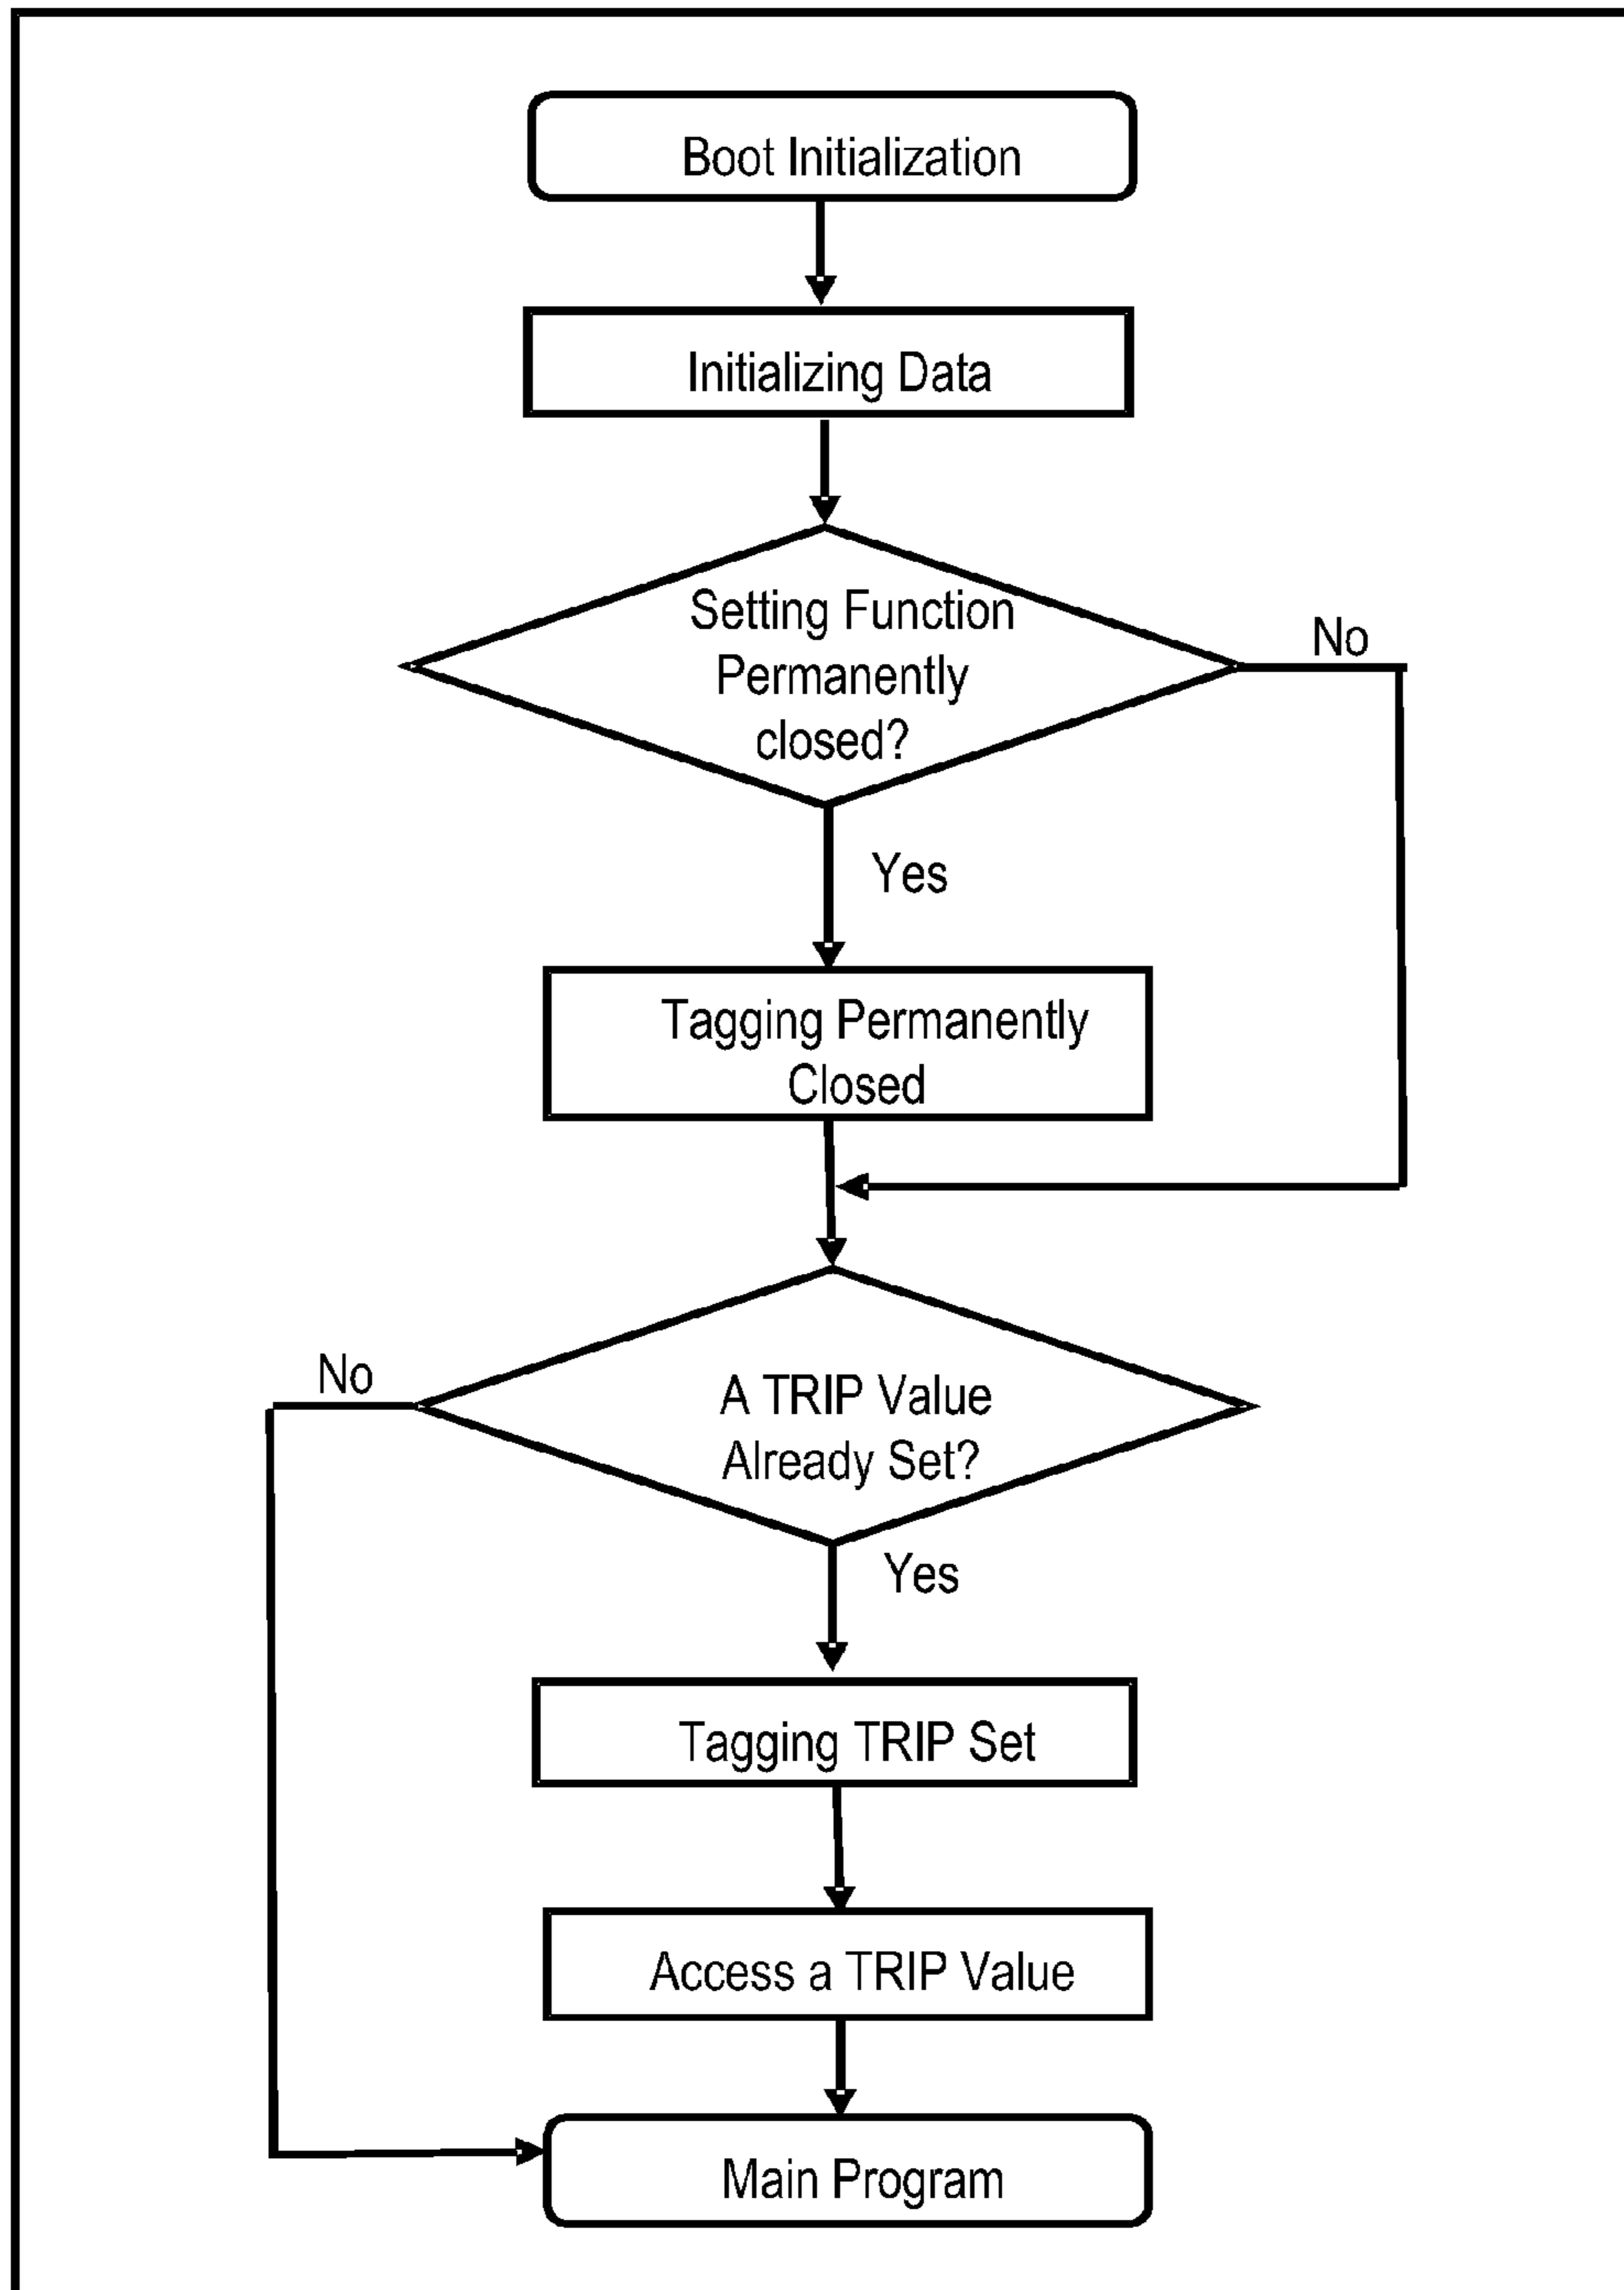 Boot Initialization
Initializing Data
Setting Function
Permanently
closed?
No
Yes
Tagging Permanently
Closed
No
A TRIP Value
Already Set?
Yes
Tagging TRIP Set
Access a TRIP Value
Main Program